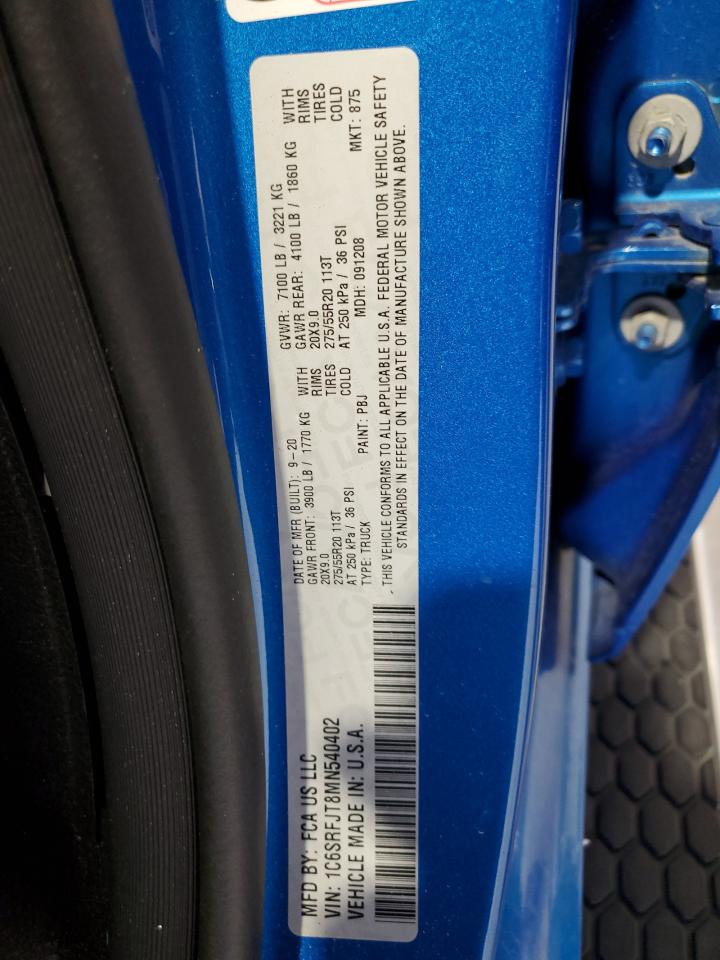 MFD BY: FCA US LLC
VIN: 1C6SRFJT8MN540402
VEHICLE MADE IN: U.S.A.
DATE OF MFR (BUILT): 9-20
GAWR FRONT: 3900 LB / 1770 KG WITH
20X9.0 RIMS
275/55R20 113T TIRES
AT 250 kPa / 36 PSI COLD
TYPE: TRUCK PAINT: PBJ
GVWR: 7100 LB / 3221 KG
GAWR REAR: 4100 LB / 1860 KG WITH
20X9.0 RIMS
275/55R20 113T TIRES
AT 250 kPa / 36 PSI COLD
MDH: 091208 MKT: 875
THIS VEHICLE CONFORMS TO ALL APPLICABLE U.S.A. FEDERAL MOTOR VEHICLE SAFETY
STANDARDS IN EFFECT ON THE DATE OF MANUFACTURE SHOWN ABOVE.